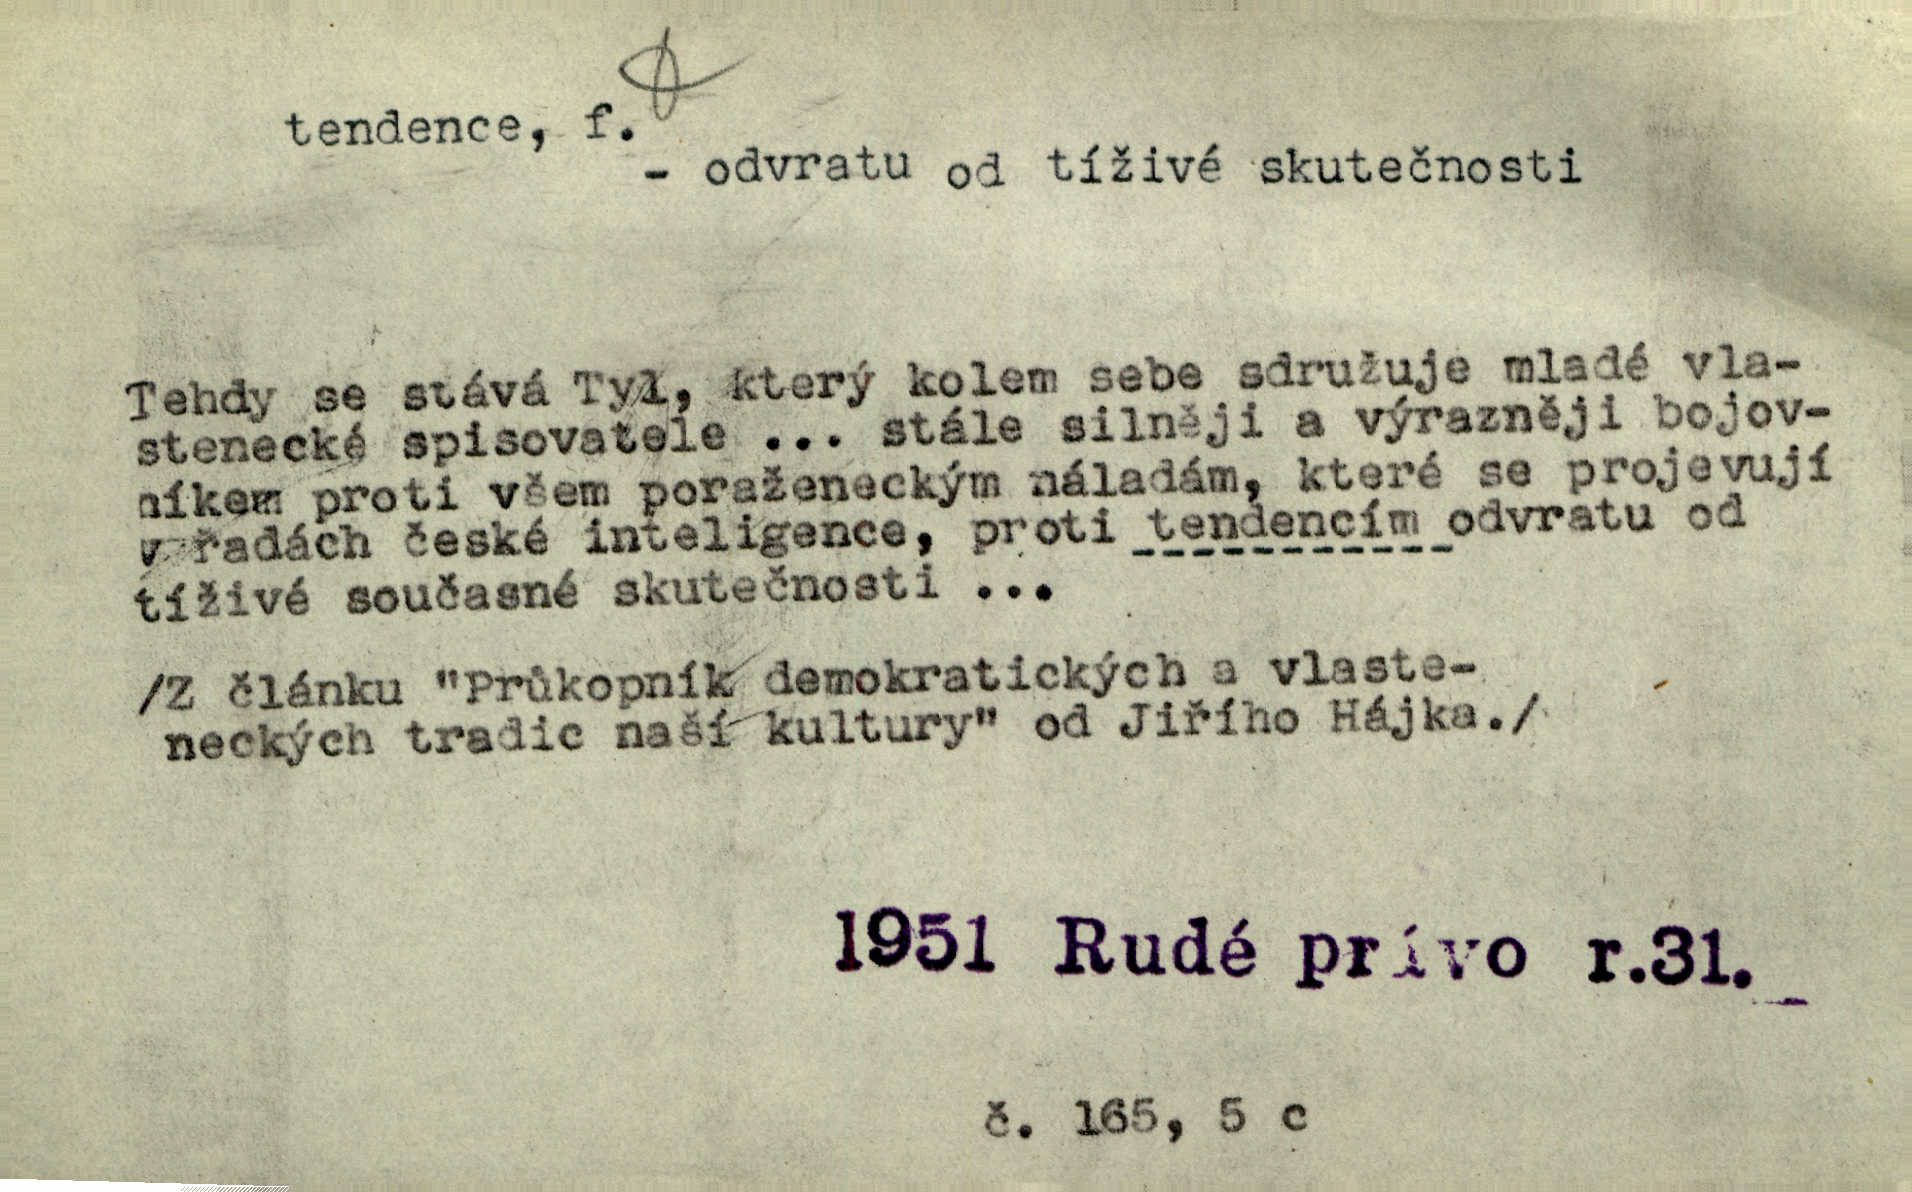 tendence, f.
- odvratu od tíživé skutečnosti
Tehdy se stává Tyl, který kolem sebe sdružuje mladé vla-
stenecké spisovatele ... stále silněji a výrazněji bojov-
níkem proti všem poraženeckým náladám, které se projevují
v řadách české inteligence, proti tendencím odvratu od
tíživé současné skutečnosti ...
/Z článku "Průkopník demokratických a vlaste-
neckých tradic naší kultury" od Jiřího Hájka./
1951 Rudé právo r.31.
č. 165, 5 c